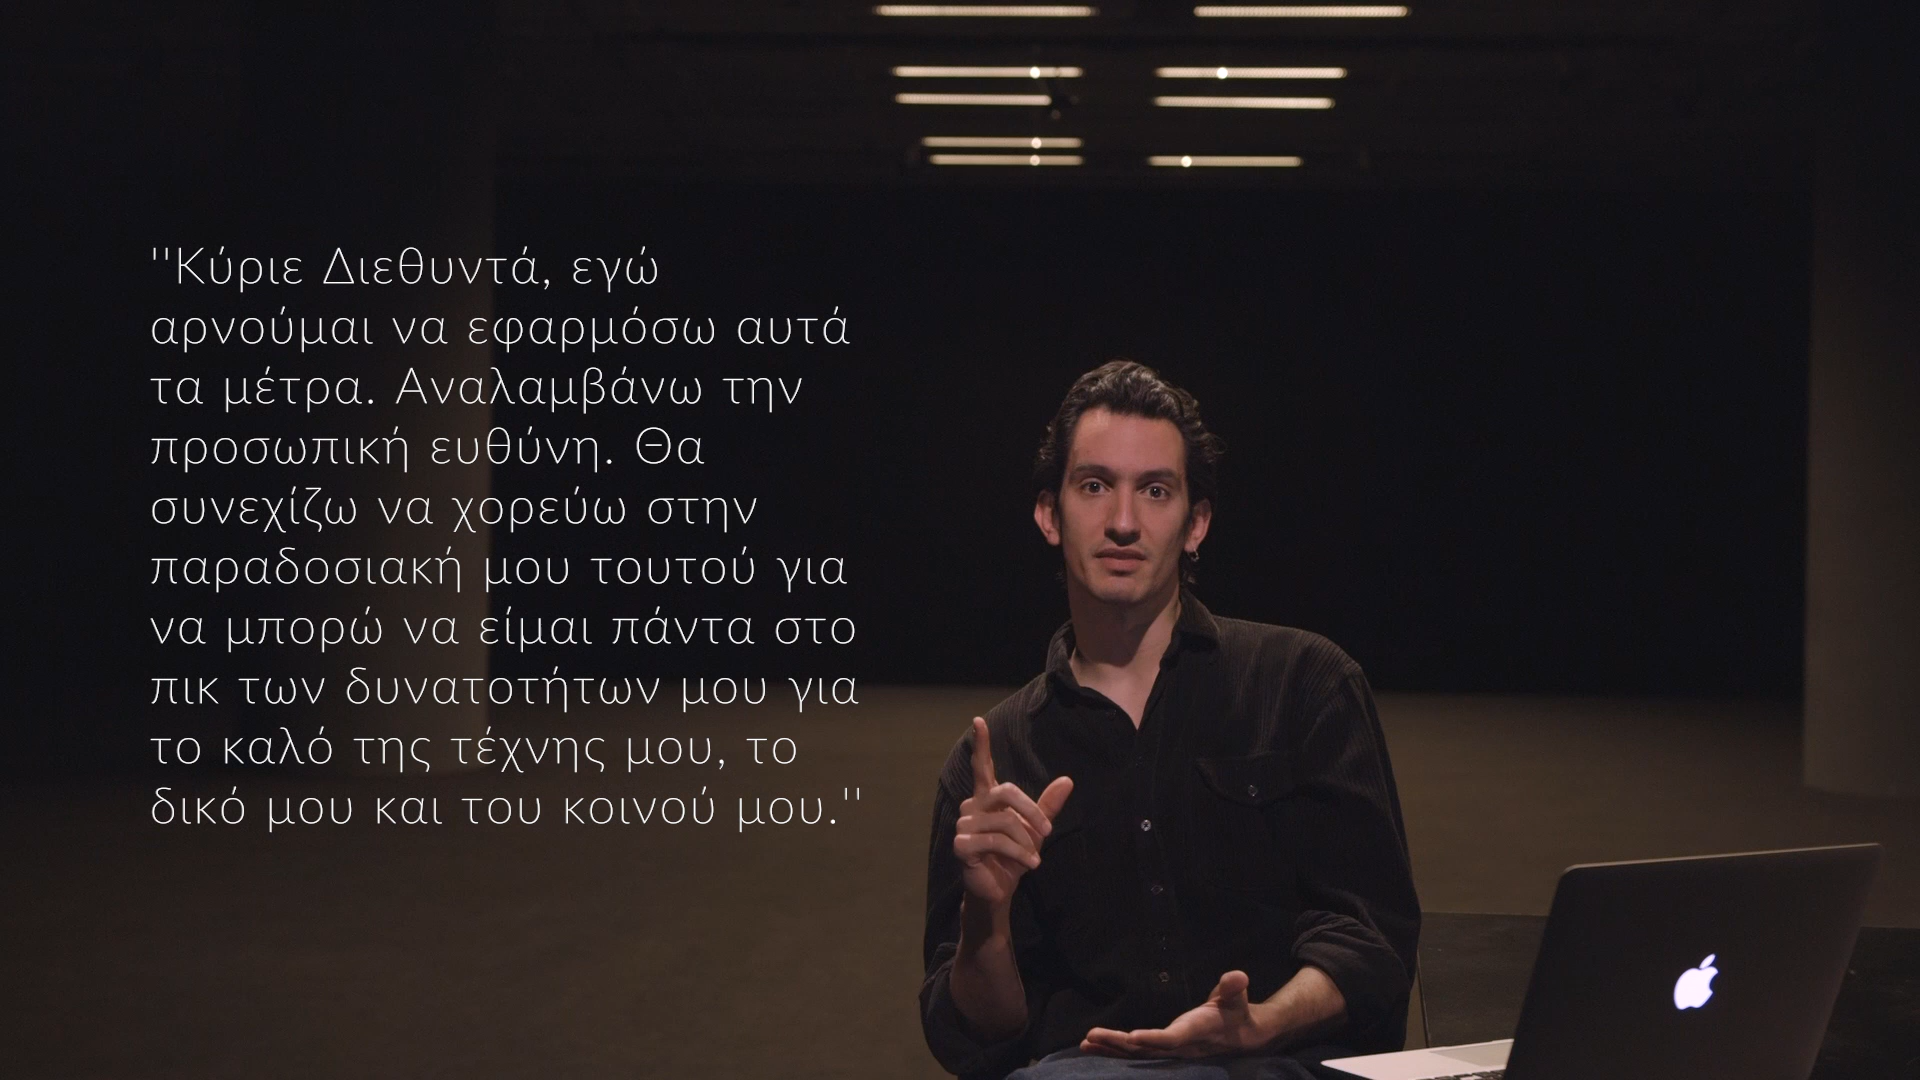 ''Κύριε Διεθυντά, εγώ
αρνούμαι να εφαρμόσω αυτά
τα μέτρα. Αναλαμβάνω την
προσωπική ευθύνη. Θα
συνεχίζω να χορεύω στην
παραδοσιακή μου τουτού για
να μπορώ να είμαι πάντα στο
πικ των δυνατοτήτων μου για
το καλό της τέχνης μου, το
δικό μου και του κοινού μου.''